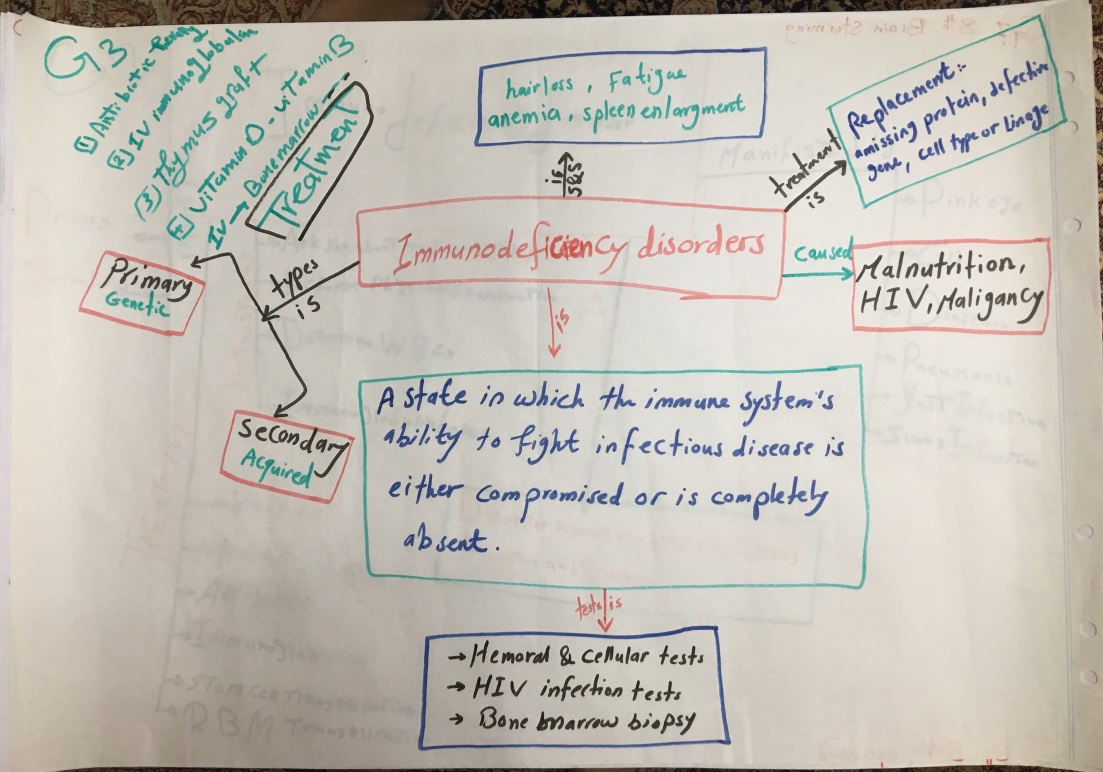 G3
① Antibiotic therapy
(2) IV immunoglobulin
(3) Thymus graft
[4] Vitamin D - vitamin B
IV → Bone marrow
Treatment
hairloss, Fatigue
anemia, spleen enlargment
is
S&S
treatment
is
Replacement:-
amissing protein, defective
gene, cell type or linage
Immunodeficiency disorders
caused
Malnutrition,
HIV, Maligancy
types
is
Primary
Genetic
Secondary
Acquired
is
A state in which the immune system's
ability to fight infectious disease is
either compromised or is completely
absent.
tests is
→ Hemoral & Cellular tests
→ HIV infection tests
→ Bone marrow biopsy